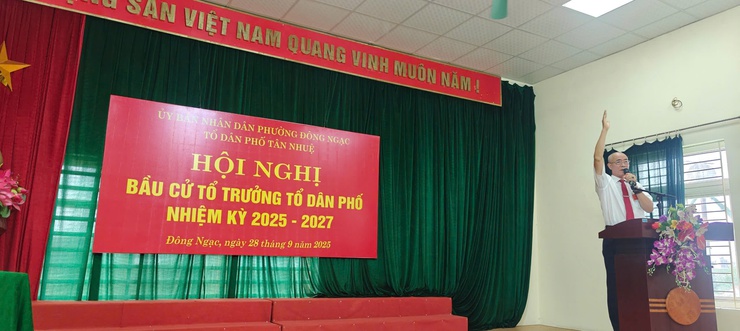 CỘNG SẢN VIỆT NAM QUANG VINH MUÔN NĂM !
ỦY BAN NHÂN DÂN PHƯỜNG ĐÔNG NGẠC
TỔ DÂN PHỐ TÂN NHUỆ
HỘI NGHỊ
BẦU CỬ TỔ TRƯỞNG TỔ DÂN PHỐ
NHIỆM KỲ 2025 - 2027
Đông Ngạc, ngày 28 tháng 9 năm 2025